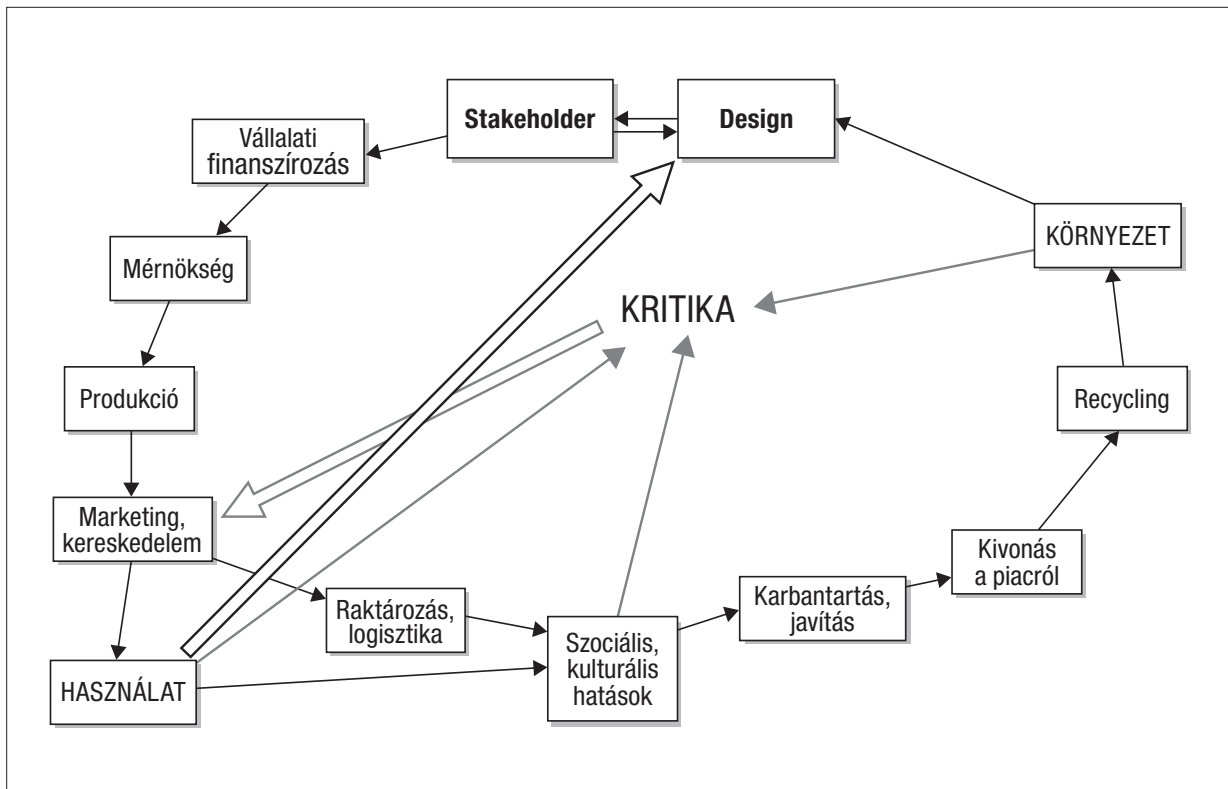 Stakeholder
Design
Vállalati
finanszírozás
KÖRNYEZET
Mérnökség
KRITIKA
Produkció
Recycling
Marketing,
kereskedelem
Kivonás
a piacról
Karbantartás,
javítás
Raktározás,
logisztika
Szociális,
kulturális
hatások
HASZNÁLAT